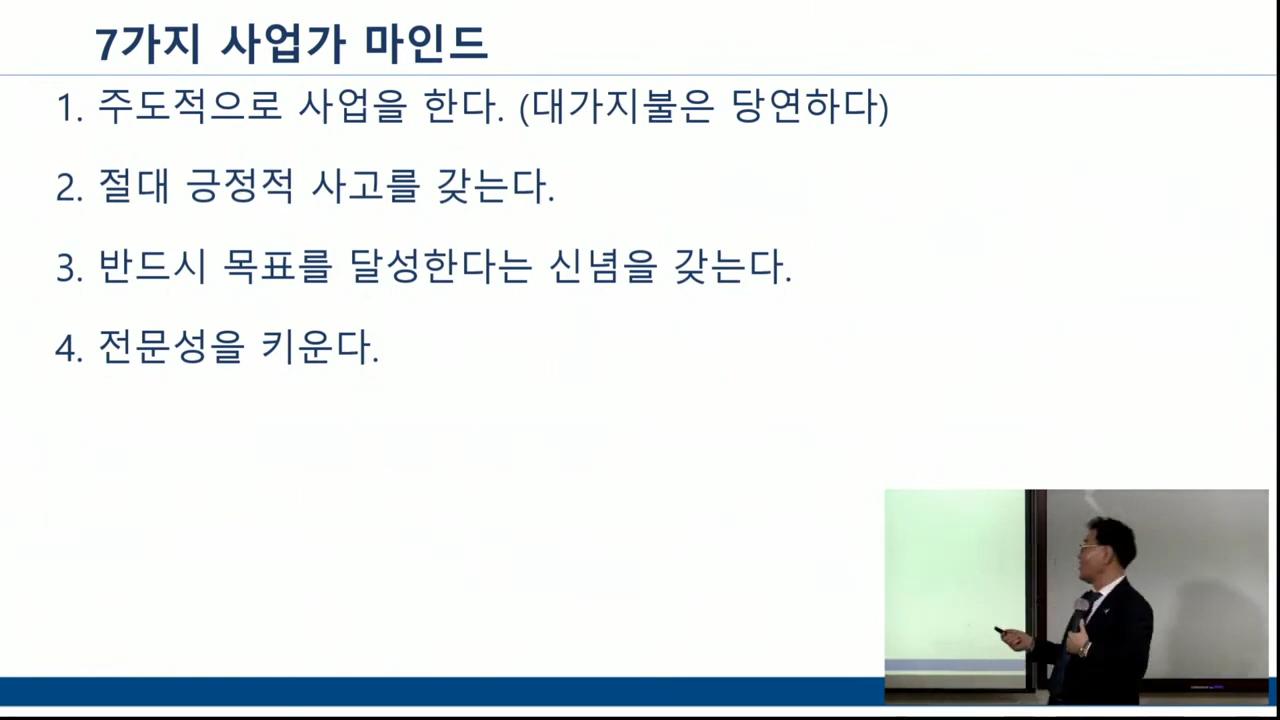 7가지 사업가 마인드
1. 주도적으로 사업을 한다. (대가지불은 당연하다)
2. 절대 긍정적 사고를 갖는다.
3. 반드시 목표를 달성한다는 신념을 갖는다.
4. 전문성을 키운다.